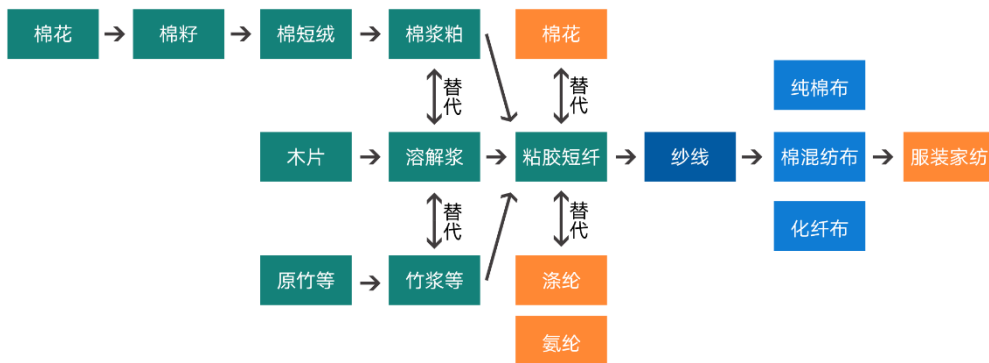 棉花
棉籽
棉短绒
棉浆粕
棉花
替代
替代
纯棉布
木片
溶解浆
粘胶短纤
纱线
棉混纺布
服装家纺
替代
替代
化纤布
原竹等
竹浆等
涤纶
氨纶